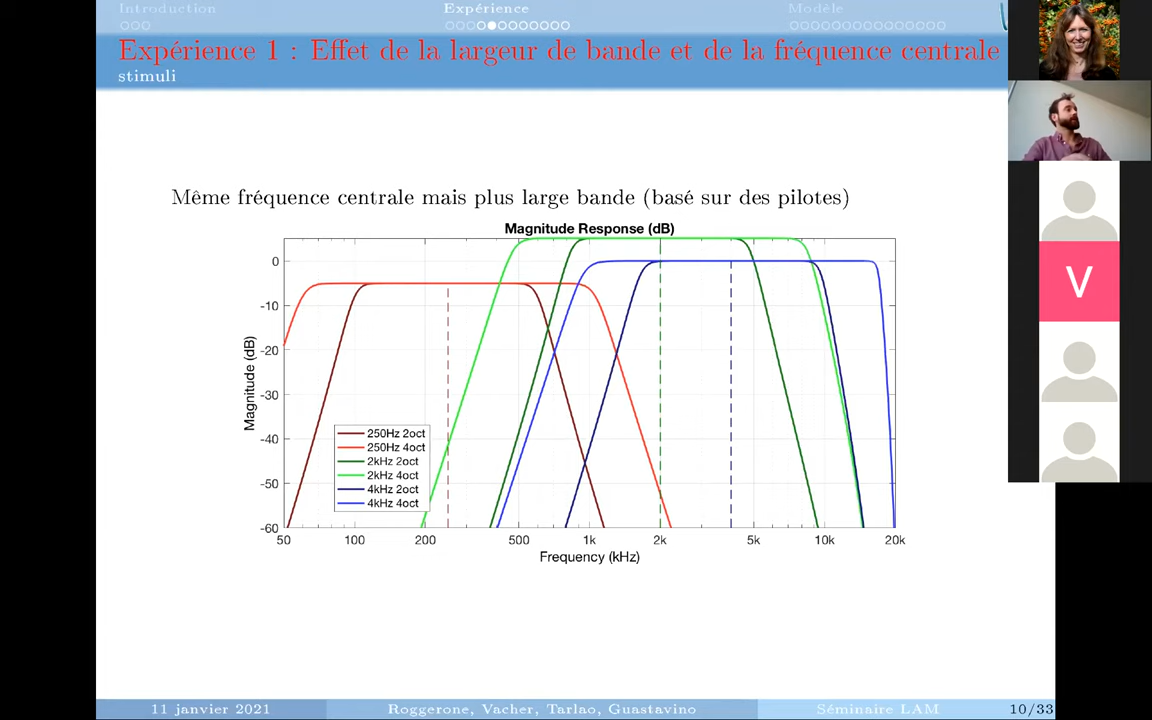 Introduction
Expérience
Modèle
Expérience 1 : Effet de la largeur de bande et de la fréquence centrale
stimuli
Même fréquence centrale mais plus large bande (basé sur des pilotes)
Magnitude Response (dB)
Magnitude (dB)
0
-10
-20
-30
-40
-50
-60
250Hz 2oct
250Hz 4oct
2kHz 2oct
2kHz 4oct
4kHz 2oct
4kHz 4oct
50 100 200 500 1k 2k 5k 10k 20k
Frequency (kHz)
V
11 janvier 2021
Roggerone, Vacher, Tarlao, Guastavino
Séminaire LAM
10/33